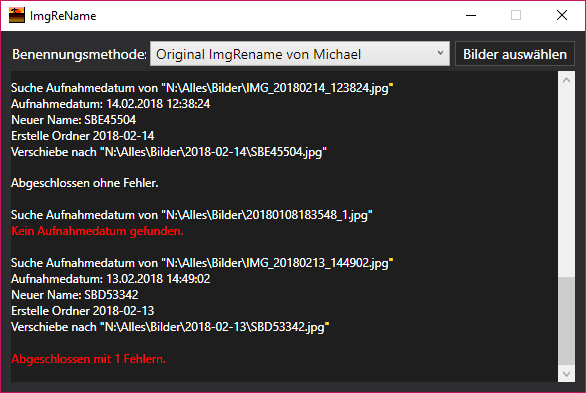 ImgReName
Benennungsmethode: Original ImgRename von Michael Bilder auswählen
Suche Aufnahmedatum von "N:\Alles\Bilder\IMG_20180214_123824.jpg"
Aufnahmedatum: 14.02.2018 12:38:24
Neuer Name: SBE45504
Erstelle Ordner 2018-02-14
Verschiebe nach "N:\Alles\Bilder\2018-02-14\SBE45504.jpg"
Abgeschlossen ohne Fehler.
Suche Aufnahmedatum von "N:\Alles\Bilder\20180108183548_1.jpg"
Kein Aufnahmedatum gefunden.
Suche Aufnahmedatum von "N:\Alles\Bilder\IMG_20180213_144902.jpg"
Aufnahmedatum: 13.02.2018 14:49:02
Neuer Name: SBD53342
Erstelle Ordner 2018-02-13
Verschiebe nach "N:\Alles\Bilder\2018-02-13\SBD53342.jpg"
Abgeschlossen mit 1 Fehlern.